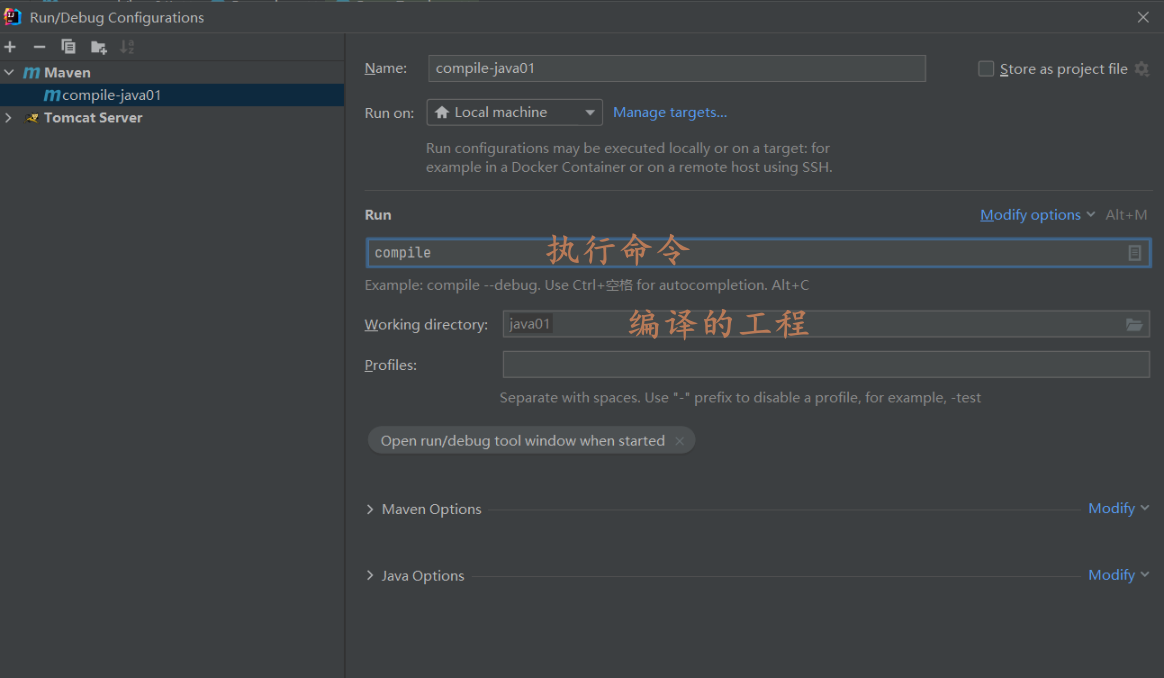 Run/Debug Configurations
Maven
compile-java01
Tomcat Server
Name: compile-java01
Store as project file
Run on: Local machine Manage targets...
Run configurations may be executed locally or on a target: for
example in a Docker Container or on a remote host using SSH.
Run Modify options Alt+M
compile 执行命令
Example: compile --debug. Use Ctrl+空格 for autocompletion. Alt+C
Working directory: java01 编译的工程
Profiles:
Separate with spaces. Use "-" prefix to disable a profile, for example, -test
Open run/debug tool window when started
Maven Options Modify
Java Options Modify